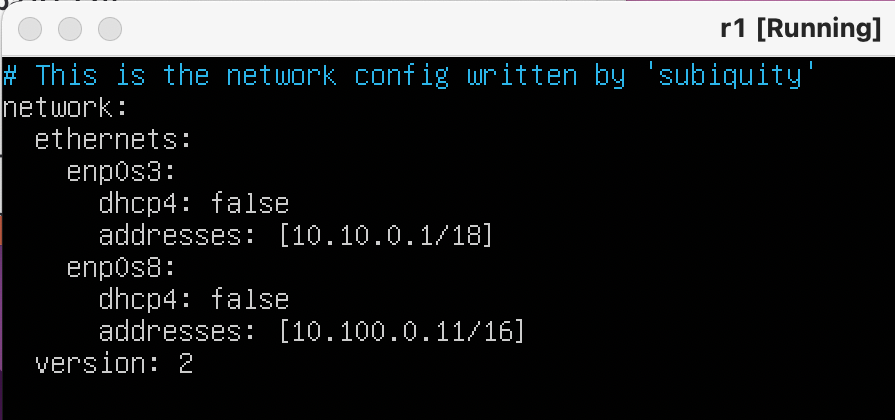 r1 [Running]
# This is the network config written by 'subiquity'
network:
  ethernets:
    enp0s3:
      dhcp4: false
      addresses: [10.10.0.1/18]
    enp0s8:
      dhcp4: false
      addresses: [10.100.0.11/16]
  version: 2